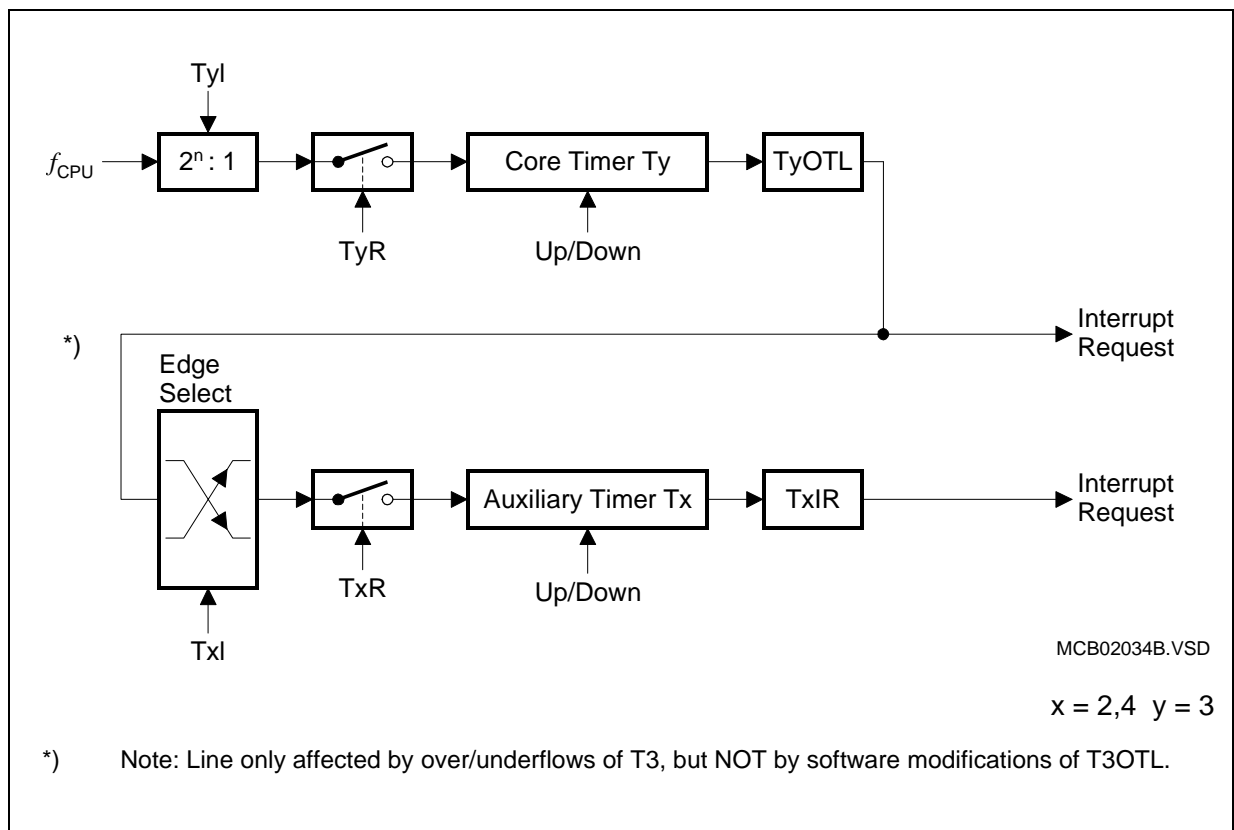 TyI
f CPU
2ⁿ : 1
Core Timer Ty
TyOTL
TyR
Up/Down
Interrupt
Request
*)
Edge
Select
Auxiliary Timer Tx
TxIR
Interrupt
Request
TxR
Up/Down
TxI
MCB02034B.VSD
x = 2,4 y = 3
*) Note: Line only affected by over/underflows of T3, but NOT by software modifications of T3OTL.